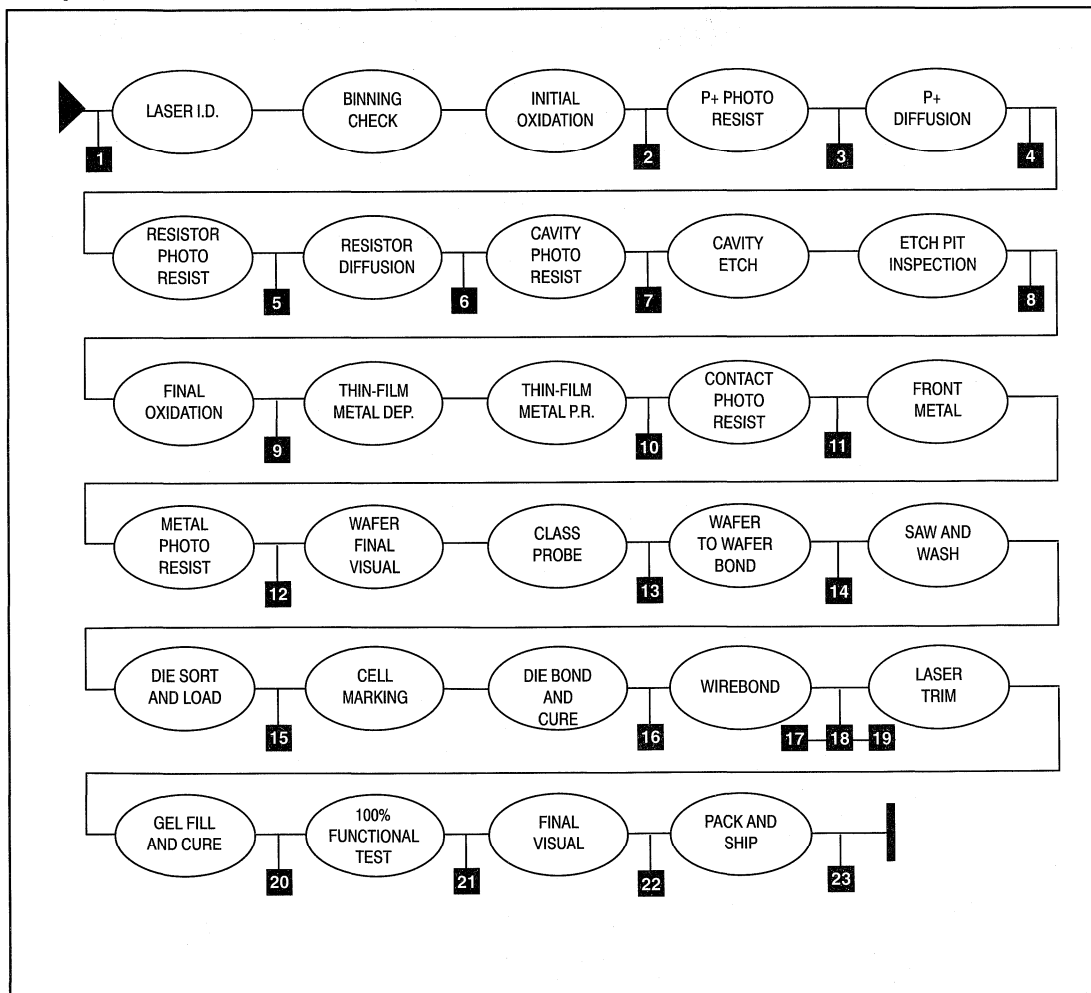 LASER I.D.
BINNING
CHECK
INITIAL
OXIDATION
P+ PHOTO
RESIST
P+
DIFFUSION
1
2
3
4
RESISTOR
PHOTO
RESIST
RESISTOR
DIFFUSION
CAVITY
PHOTO
RESIST
CAVITY
ETCH
ETCH PIT
INSPECTION
5
6
7
8
FINAL
OXIDATION
THIN-FILM
METAL DEP.
THIN-FILM
METAL P.R.
CONTACT
PHOTO
RESIST
FRONT
METAL
9
10
11
METAL
PHOTO
RESIST
WAFER
FINAL
VISUAL
CLASS
PROBE
WAFER
TO WAFER
BOND
SAW AND
WASH
12
13
14
DIE SORT
AND LOAD
CELL
MARKING
DIE BOND
AND
CURE
WIREBOND
LASER
TRIM
15
16
17
18
19
GEL FILL
AND CURE
100%
FUNCTIONAL
TEST
FINAL
VISUAL
PACK AND
SHIP
20
21
22
23